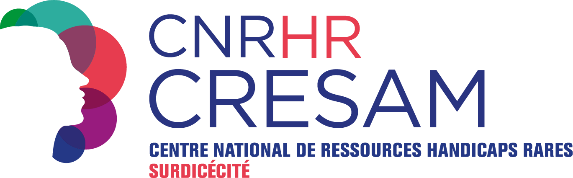 CNRHR
CRESAM
CENTRE NATIONAL DE RESSOURCES HANDICAPS RARES
SURDICÉCITÉ